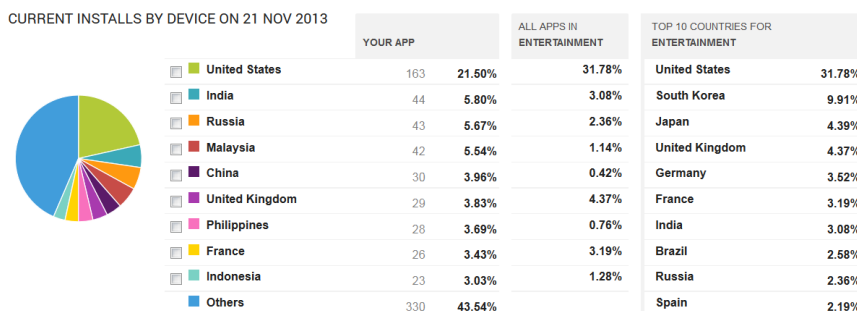 CURRENT INSTALLS BY DEVICE ON 21 NOV 2013
YOUR APP
ALL APPS IN
ENTERTAINMENT
TOP 10 COUNTRIES FOR
ENTERTAINMENT
United States 163 21.50% 31.78% United States 31.78%
India 44 5.80% 3.08% South Korea 9.91%
Russia 43 5.67% 2.36% Japan 4.39%
Malaysia 42 5.54% 1.14% United Kingdom 4.37%
China 30 3.96% 0.42% Germany 3.52%
United Kingdom 29 3.83% 4.37% France 3.19%
Philippines 28 3.69% 0.76% India 3.08%
France 26 3.43% 3.19% Brazil 2.58%
Indonesia 23 3.03% 1.28% Russia 2.36%
Others 330 43.54% Spain 2.19%